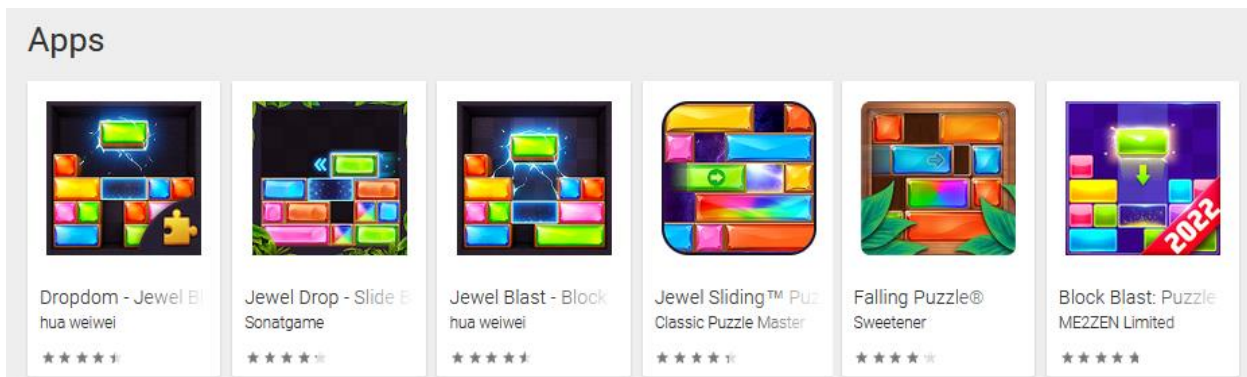 Apps
Dropdom - Jewel B
hua weiwei
Jewel Drop - Slide B
Sonatgame
Jewel Blast - Block
hua weiwei
Jewel Sliding™ Puz
Classic Puzzle Master
Falling Puzzle®
Sweetener
2022
Block Blast: Puzzle
ME2ZEN Limited